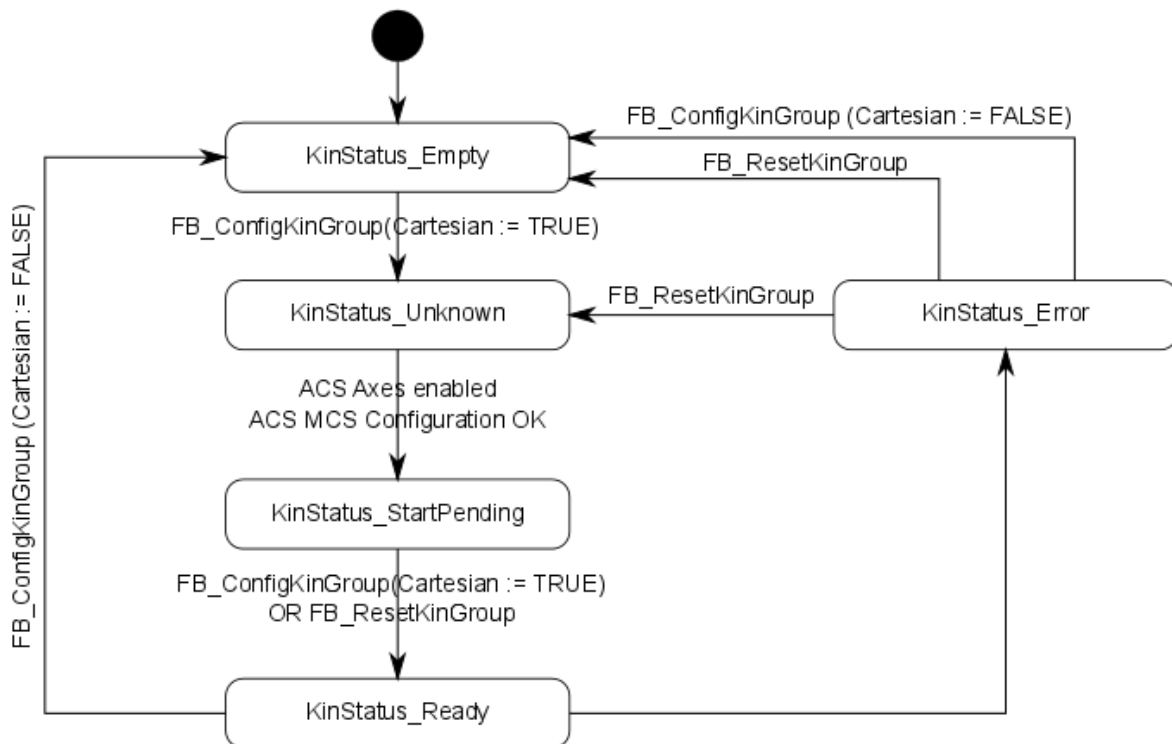 FB_ConfigKinGroup (Cartesian := FALSE)
KinStatus_Empty
FB_ResetKinGroup
FB_ConfigKinGroup(Cartesian := TRUE)
FB_ResetKinGroup
KinStatus_Unknown
KinStatus_Error
ACS Axes enabled
ACS MCS Configuration OK
FB_ConfigKinGroup (Cartesian := FALSE)
KinStatus_StartPending
FB_ConfigKinGroup(Cartesian := TRUE)
OR FB_ResetKinGroup
KinStatus_Ready